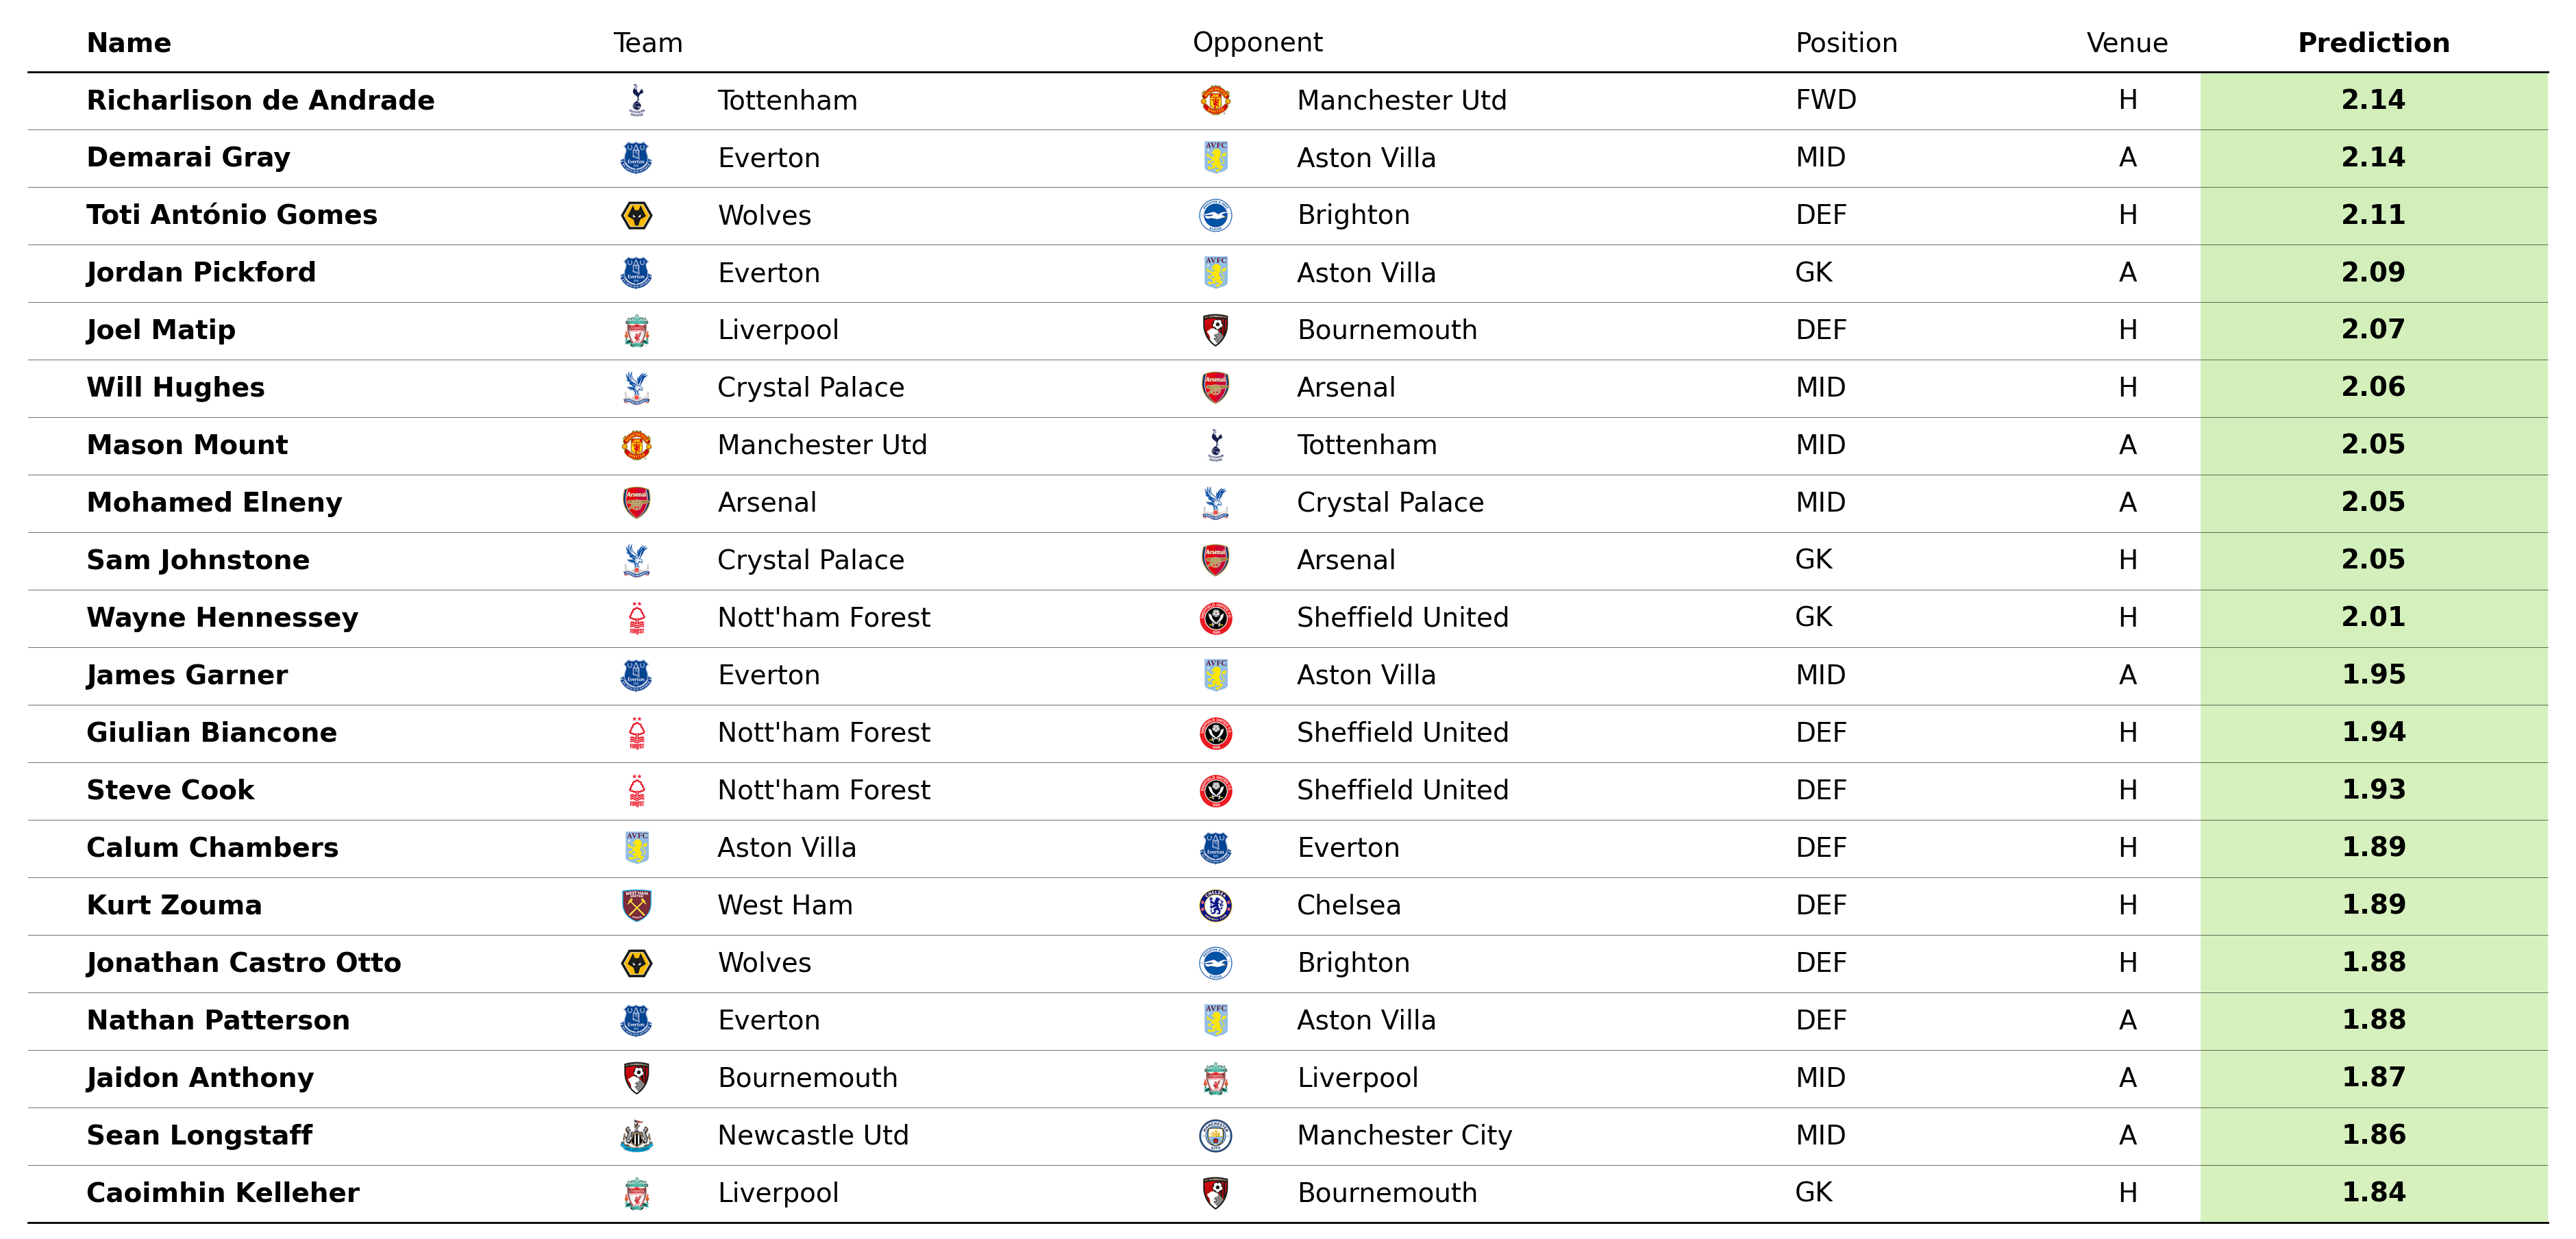 Name Team Opponent Position Venue Prediction
Richarlison de Andrade Tottenham Manchester Utd FWD H 2.14
Demarai Gray Everton Aston Villa MID A 2.14
Toti António Gomes Wolves Brighton DEF H 2.11
Jordan Pickford Everton Aston Villa GK A 2.09
Joel Matip Liverpool Bournemouth DEF H 2.07
Will Hughes Crystal Palace Arsenal MID H 2.06
Mason Mount Manchester Utd Tottenham MID A 2.05
Mohamed Elneny Arsenal Crystal Palace MID A 2.05
Sam Johnstone Crystal Palace Arsenal GK H 2.05
Wayne Hennessey Nott'ham Forest Sheffield United GK H 2.01
James Garner Everton Aston Villa MID A 1.95
Giulian Biancone Nott'ham Forest Sheffield United DEF H 1.94
Steve Cook Nott'ham Forest Sheffield United DEF H 1.93
Calum Chambers Aston Villa Everton DEF H 1.89
Kurt Zouma West Ham Chelsea DEF H 1.89
Jonathan Castro Otto Wolves Brighton DEF H 1.88
Nathan Patterson Everton Aston Villa DEF A 1.88
Jaidon Anthony Bournemouth Liverpool MID A 1.87
Sean Longstaff Newcastle Utd Manchester City MID A 1.86
Caoimhin Kelleher Liverpool Bournemouth GK H 1.84